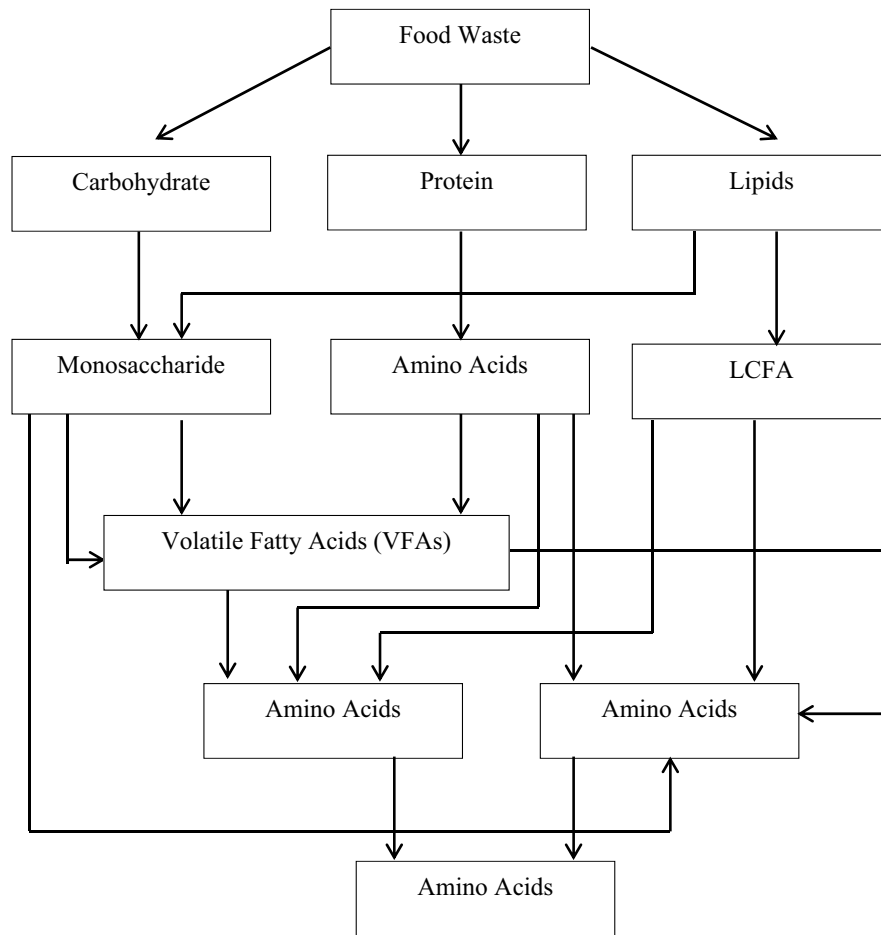 Food Waste
Carbohydrate
Protein
Lipids
Monosaccharide
Amino Acids
LCFA
Volatile Fatty Acids (VFAs)
Amino Acids
Amino Acids
Amino Acids